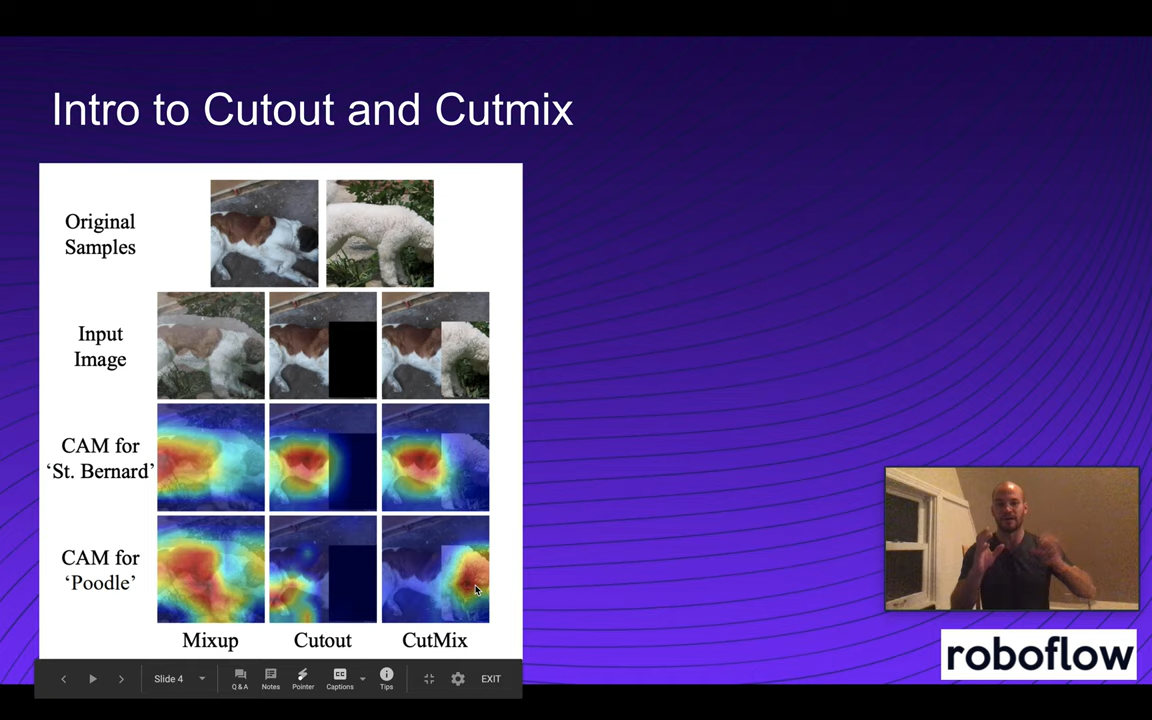 Intro to Cutout and Cutmix
Original
Samples
Input
Image
CAM for
‘St. Bernard’
CAM for
‘Poodle’
Mixup
Cutout
CutMix
Slide 4
Q & A
Notes
Pointer
Captions
Tips
EXIT
roboflow